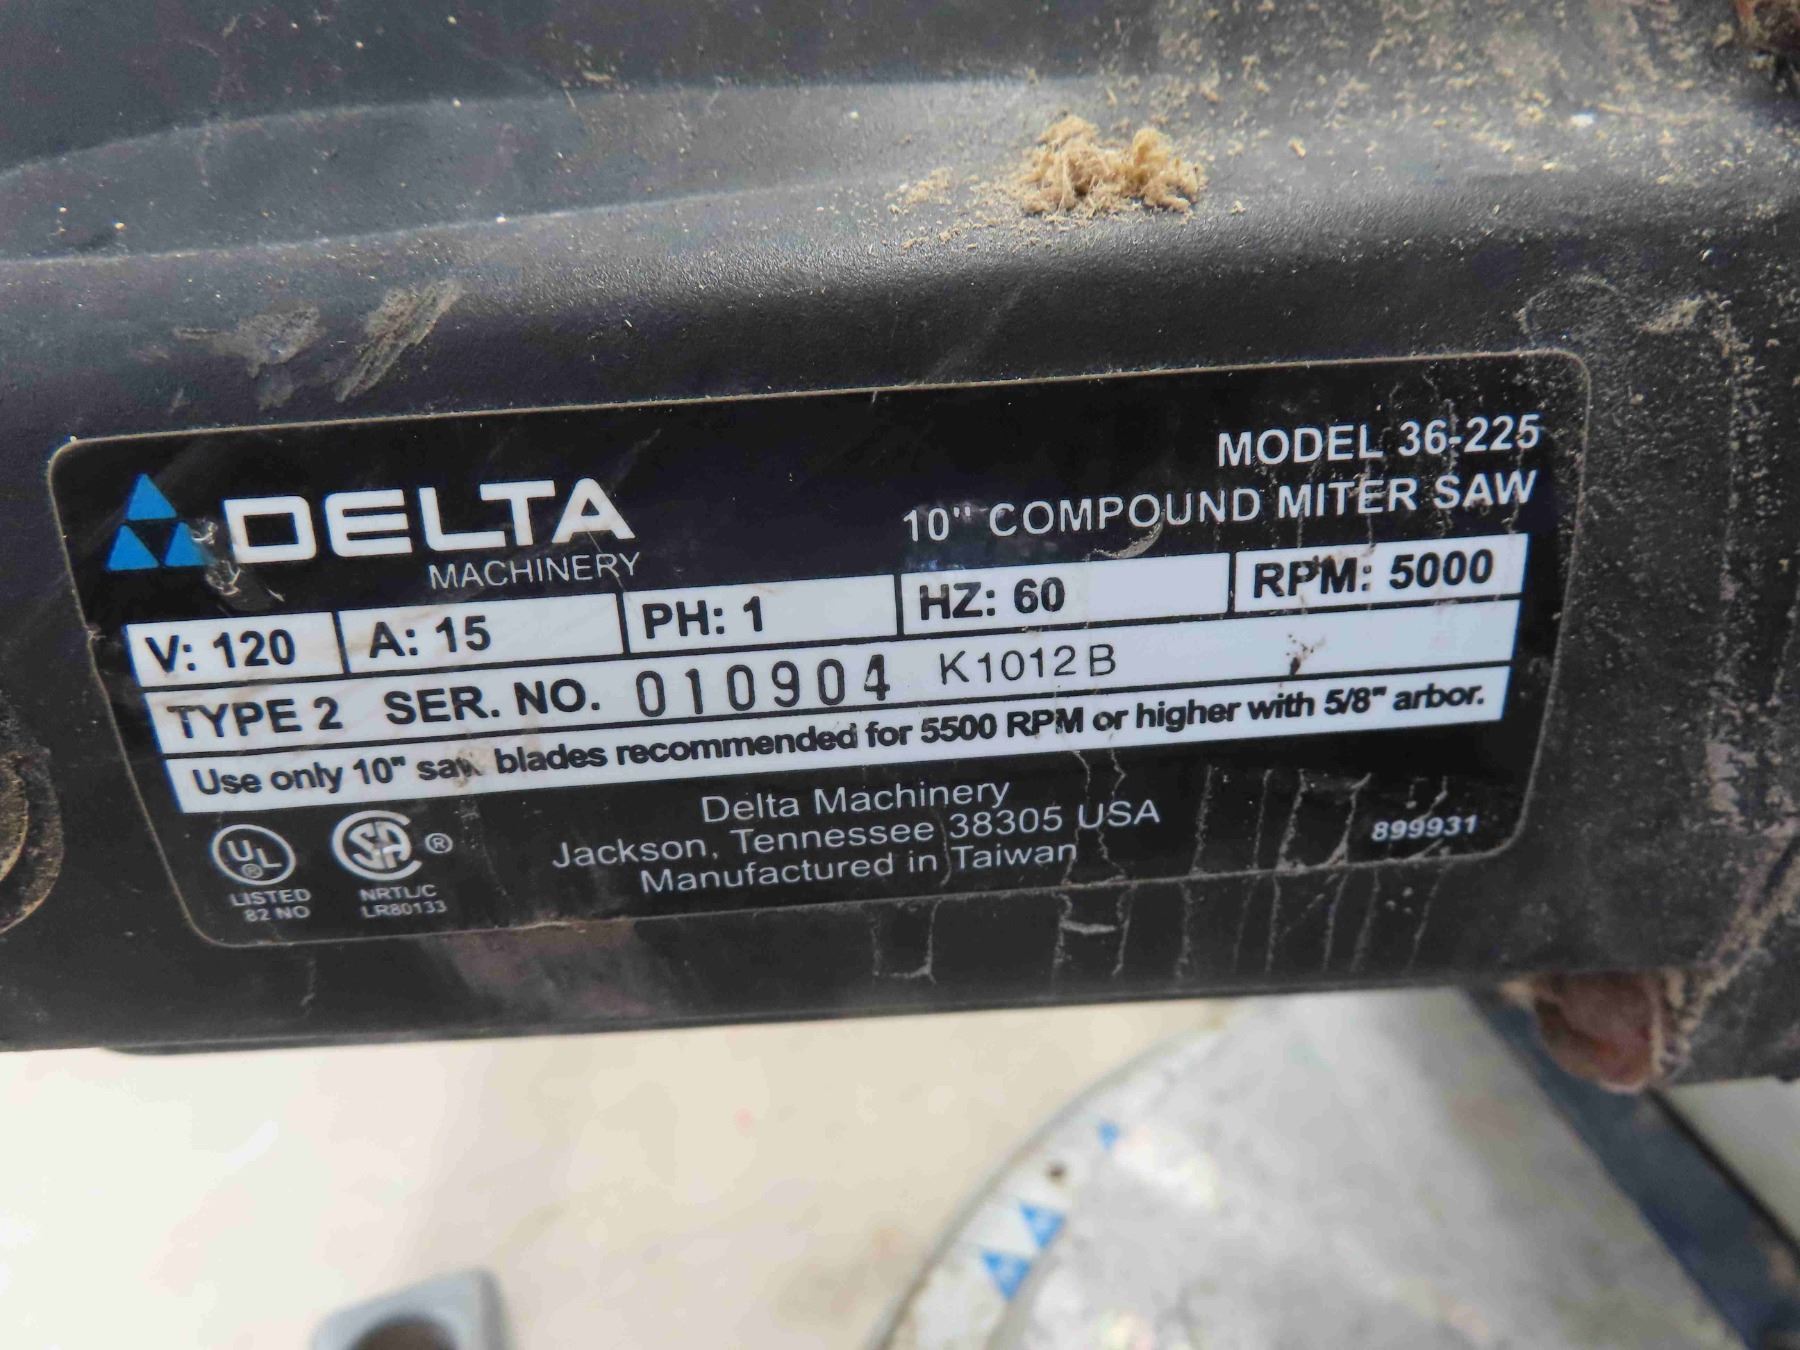 DELTA
MACHINERY
MODEL 36-225
10" COMPOUND MITER SAW
V: 120 A: 15 PH: 1 HZ: 60 RPM: 5000
TYPE 2 SER. NO. 010904 K1012B
Use only 10" saw blades recommended for 5500 RPM or higher with 5/8" arbor.
UL
®
LISTED
82 NO
SA ®
NRTL/C
LR80133
Delta Machinery
Jackson, Tennessee 38305 USA
Manufactured in Taiwan
899931